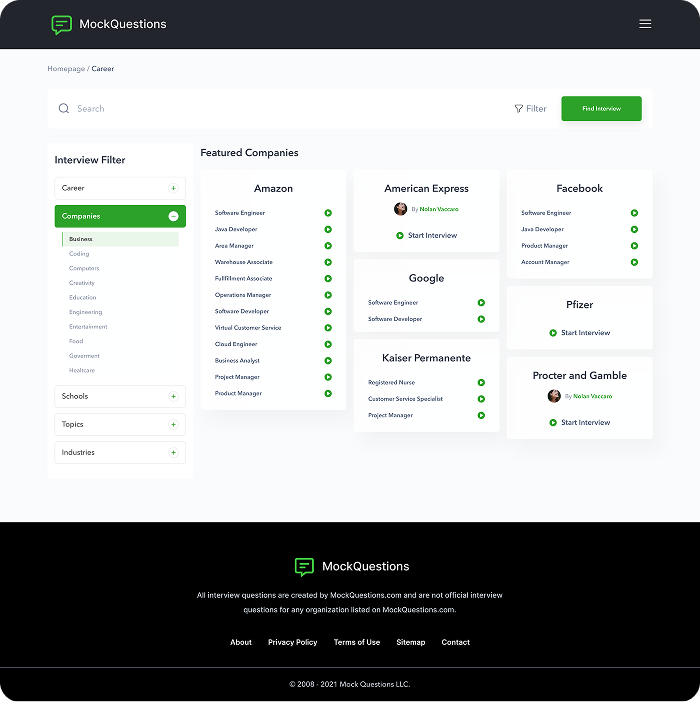 MockQuestions
Homepage / Career
Search
Filter
Find Interview
Interview Filter
Career
Companies
Business
Coding
Computers
Creativity
Education
Engineering
Entertainment
Food
Goverment
Healtcare
Schools
Topics
Industries
Featured Companies
Amazon
Software Engineer
Java Developer
Area Manager
Warehouse Associate
Fullfillment Associate
Operations Manager
Software Developer
Virtual Customer Service
Cloud Engineer
Business Analyst
Project Manager
Product Manager
American Express
By Nolan Vaccaro
Start Interview
Google
Software Engineer
Software Developer
Kaiser Permanente
Registered Nurse
Customer Service Specialist
Project Manager
Facebook
Software Engineer
Java Developer
Product Manager
Account Manager
Pfizer
Start Interview
Procter and Gamble
By Nolan Vaccaro
Start Interview
MockQuestions
All interview questions are created by MockQuestions.com and are not official interview
questions for any organization listed on MockQuestions.com.
About Privacy Policy Terms of Use Sitemap Contact
© 2008 - 2021 Mock Questions LLC.